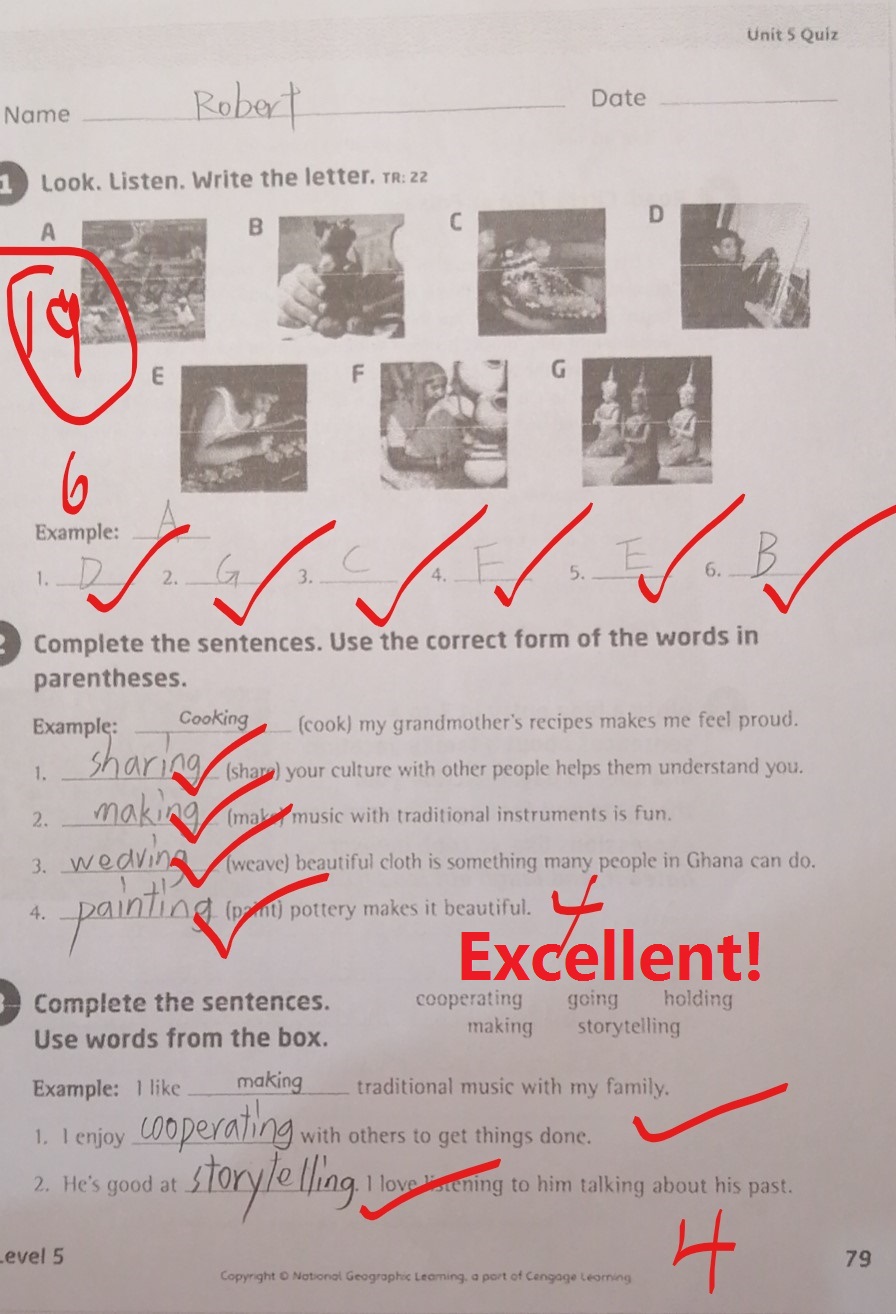 Unit 5 Quiz
Name Robert Date
1 Look. Listen. Write the letter. TR: 22
A B C D
19
E F G
6
Example: A
1. D 2. G 3. C 4. F 5. E 6. B
2 Complete the sentences. Use the correct form of the words in
parentheses.
Example: Cooking (cook) my grandmother's recipes makes me feel proud.
1. sharing (share) your culture with other people helps them understand you.
2. making (make) music with traditional instruments is fun.
3. weaving (weave) beautiful cloth is something many people in Ghana can do.
4. painting (paint) pottery makes it beautiful. 4
Excellent!
3 Complete the sentences. cooperating going holding
Use words from the box. making storytelling
Example: I like making traditional music with my family.
1. I enjoy cooperating with others to get things done.
2. He's good at storytelling. I love listening to him talking about his past.
4
Level 5 79
Copyright © National Geographic Learning, a part of Cengage Learning